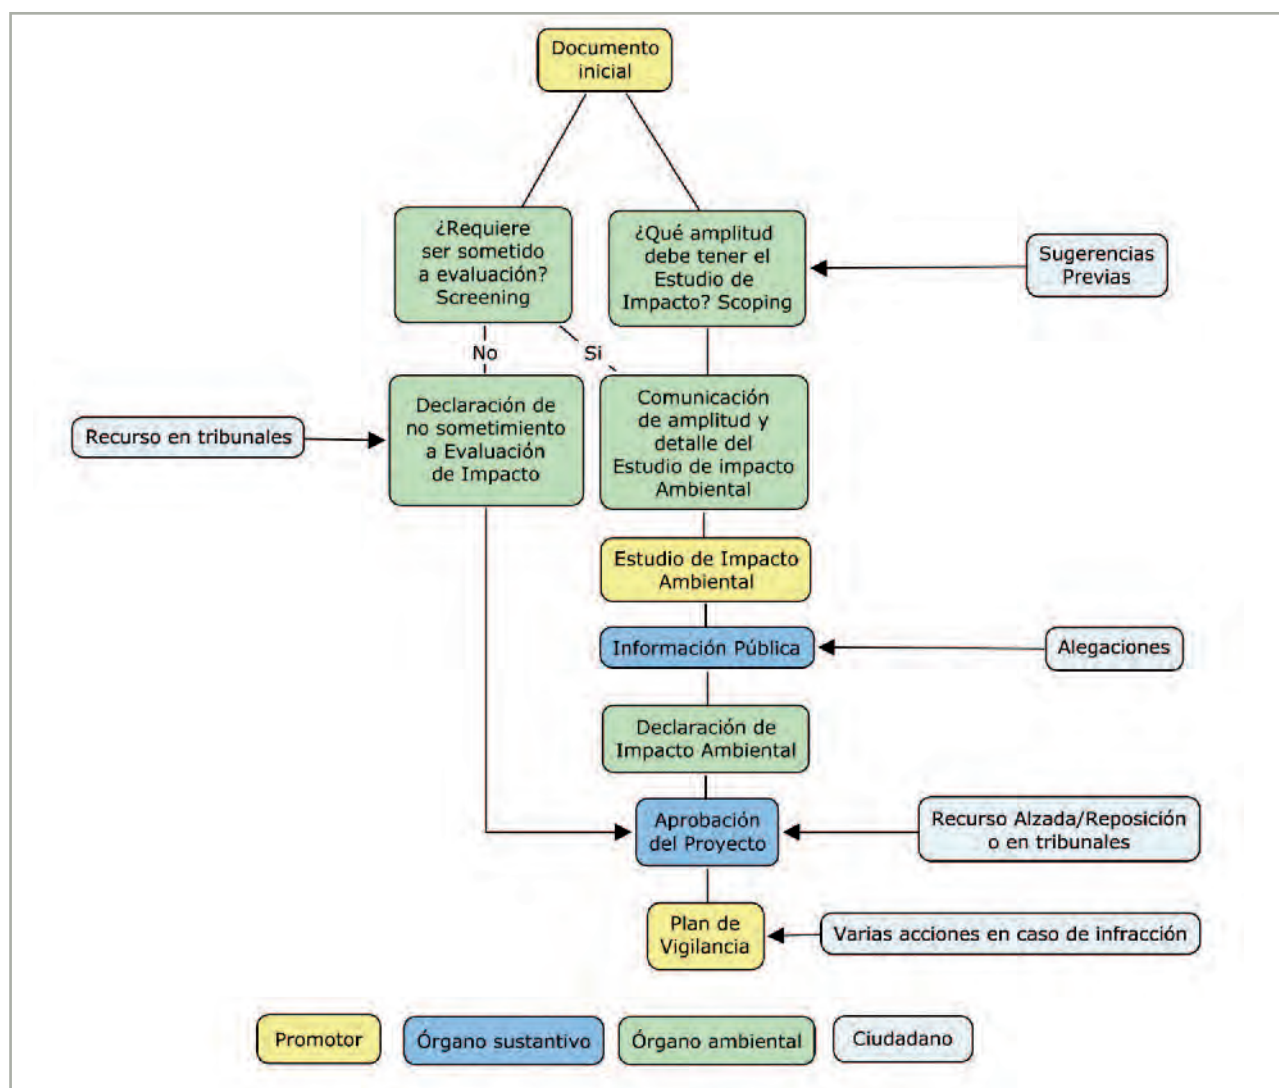 Documento
inicial
¿Requiere
ser sometido
a evaluación?
Screening
¿Qué amplitud
debe tener el
Estudio de
Impacto? Scoping
Sugerencias
Previas
No
Si
Recurso en tribunales
Declaración de
no sometimiento
a Evaluación
de Impacto
Comunicación
de amplitud y
detalle del
Estudio de impacto
Ambiental
Estudio de Impacto
Ambiental
Información Pública
Alegaciones
Declaración de
Impacto Ambiental
Aprobación
del Proyecto
Recurso Alzada/Reposición
o en tribunales
Plan de
Vigilancia
Varias acciones en caso de infracción
Promotor
Órgano sustantivo
Órgano ambiental
Ciudadano